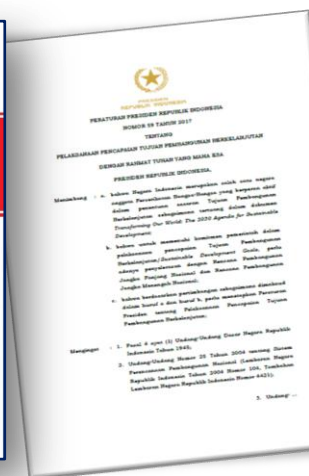 PRESIDEN
REPUBLIK INDONESIA
PERATURAN PRESIDEN REPUBLIK INDONESIA
NOMOR 59 TAHUN 2017
TENTANG
PELAKSANAAN PENCAPAIAN TUJUAN PEMBANGUNAN BERKELANJUTAN
DENGAN RAHMAT TUHAN YANG MAHA ESA
PRESIDEN REPUBLIK INDONESIA,
Menimbang : a. bahwa Negara Indonesia merupakan salah satu negara
anggota Perserikatan Bangsa-Bangsa yang berperan aktif
dalam penentuan sasaran Tujuan Pembangunan
Berkelanjutan sebagaimana tertuang dalam dokumen
Transforming Our World: The 2030 Agenda for Sustainable
Development;
b. bahwa untuk memenuhi komitmen pemerintah dalam
pelaksanaan pencapaian Tujuan Pembangunan
Berkelanjutan/Sustainable Development Goals, perlu
adanya penyelarasan dengan Rencana Pembangunan
Jangka Panjang Nasional dan Rencana Pembangunan
Jangka Menengah Nasional;
c. bahwa berdasarkan pertimbangan sebagaimana dimaksud
dalam huruf a dan huruf b, perlu menetapkan Peraturan
Presiden tentang Pelaksanaan Pencapaian Tujuan
Pembangunan Berkelanjutan;
Mengingat : 1. Pasal 4 ayat (1) Undang-Undang Dasar Negara Republik
Indonesia Tahun 1945;
2. Undang-Undang Nomor 25 Tahun 2004 tentang Sistem
Perencanaan Pembangunan Nasional (Lembaran Negara
Republik Indonesia Tahun 2004 Nomor 104, Tambahan
Lembaran Negara Republik Indonesia Nomor 4421);
3. Undang- ...